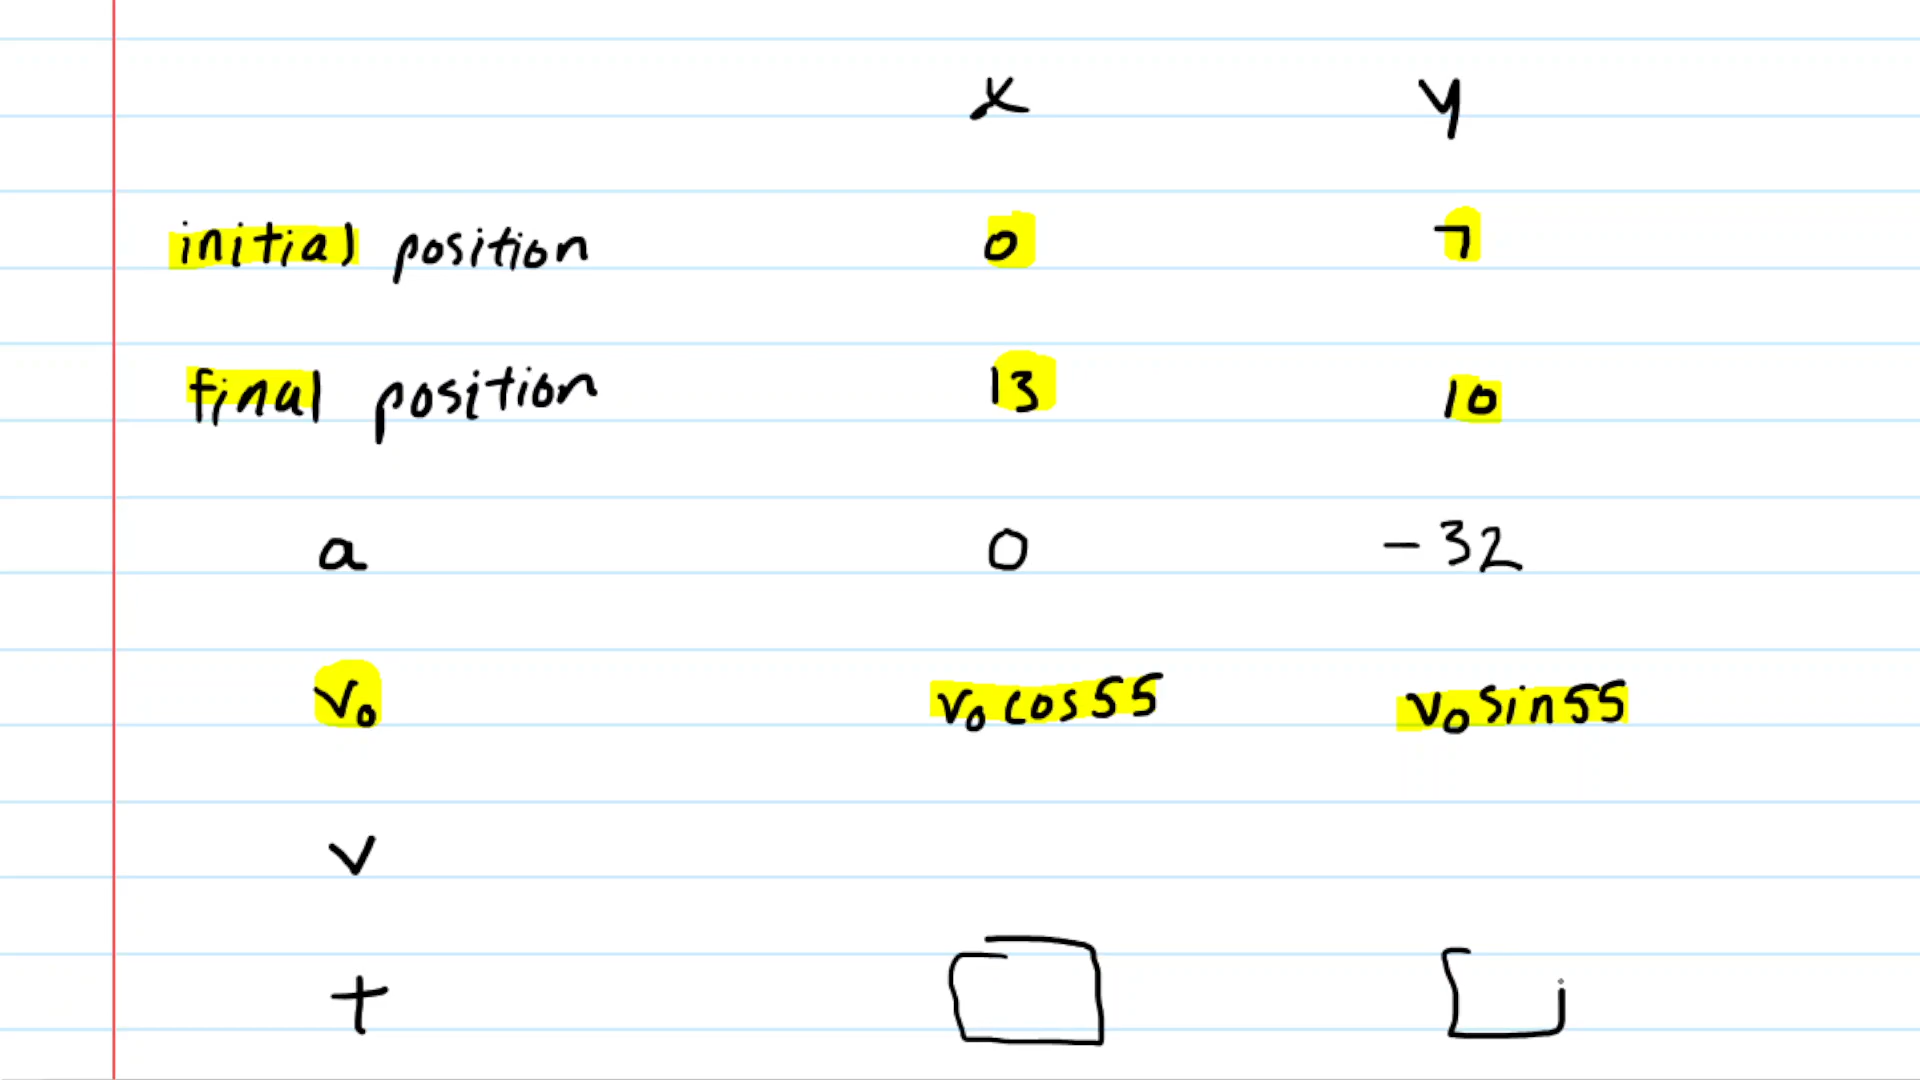 x y
initial position 0 7
final position 13 10
a 0 -32
v₀ v₀cos55 v₀sin55
v
t